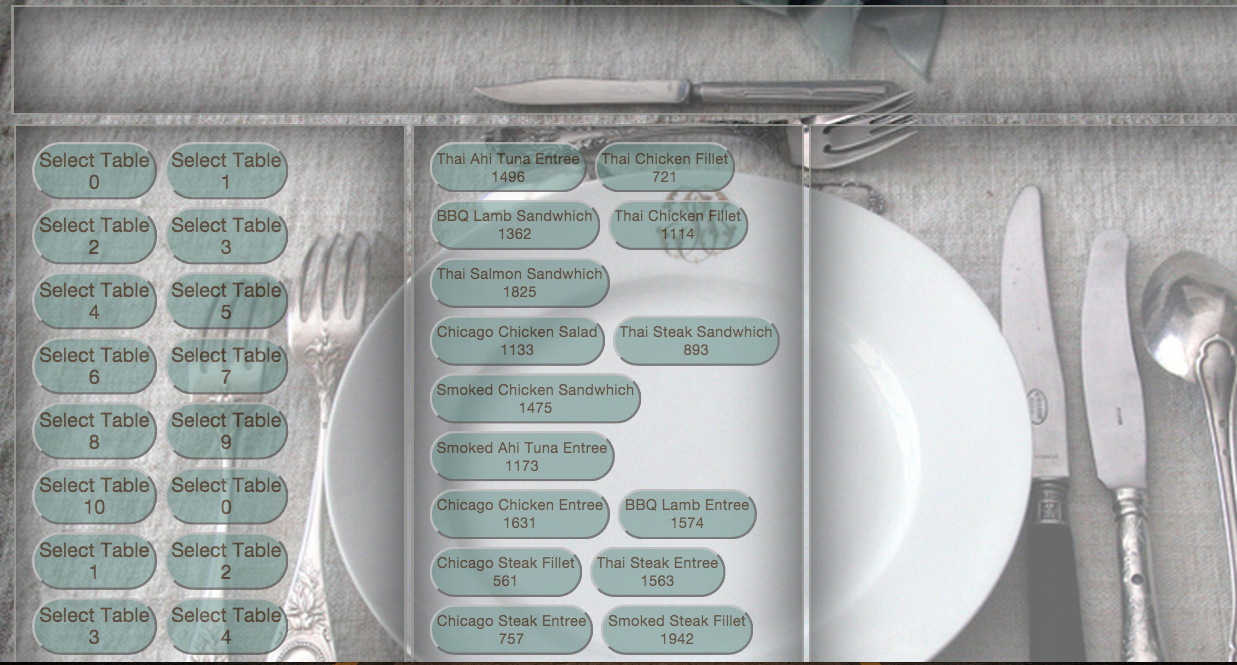 Select Table
0
Select Table
1
Select Table
2
Select Table
3
Select Table
4
Select Table
5
Select Table
6
Select Table
7
Select Table
8
Select Table
9
Select Table
10
Select Table
0
Select Table
1
Select Table
2
Select Table
3
Select Table
4
Thai Ahi Tuna Entree
1496
Thai Chicken Fillet
721
BBQ Lamb Sandwhich
1362
Thai Chicken Fillet
1114
Thai Salmon Sandwhich
1825
Chicago Chicken Salad
1133
Thai Steak Sandwhich
893
Smoked Chicken Sandwhich
1475
Smoked Ahi Tuna Entree
1173
Chicago Chicken Entree
1631
BBQ Lamb Entree
1574
Chicago Steak Fillet
561
Thai Steak Entree
1563
Chicago Steak Entree
757
Smoked Steak Fillet
1942